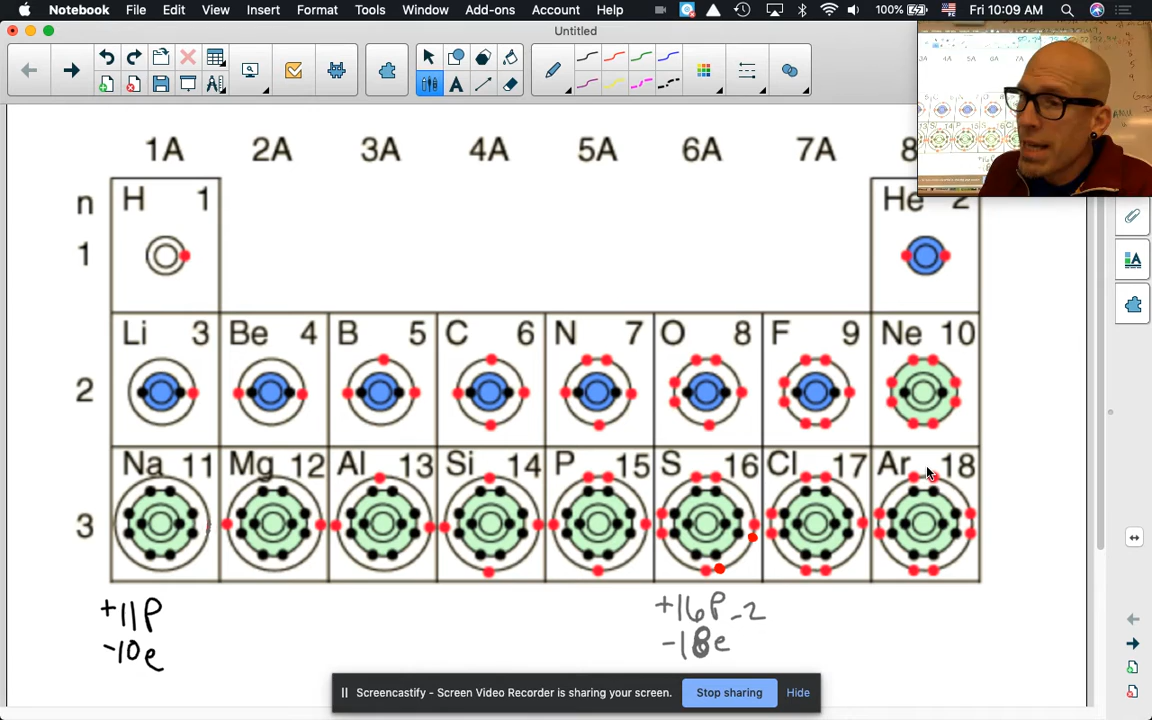 Notebook File Edit View Insert Format Tools Window Add-ons Account Help 100% Fri 10:09 AM
Untitled
A
1A 2A 3A 4A 5A 6A 7A 8
n H 1 He 2
1
Li 3 Be 4 B 5 C 6 N 7 O 8 F 9 Ne 10
2
Na 11 Mg 12 Al 13 Si 14 P 15 S 16 Cl 17 Ar 18
3
+11P +16P -2
-10e -18e
Screencastify - Screen Video Recorder is sharing your screen. Stop sharing Hide